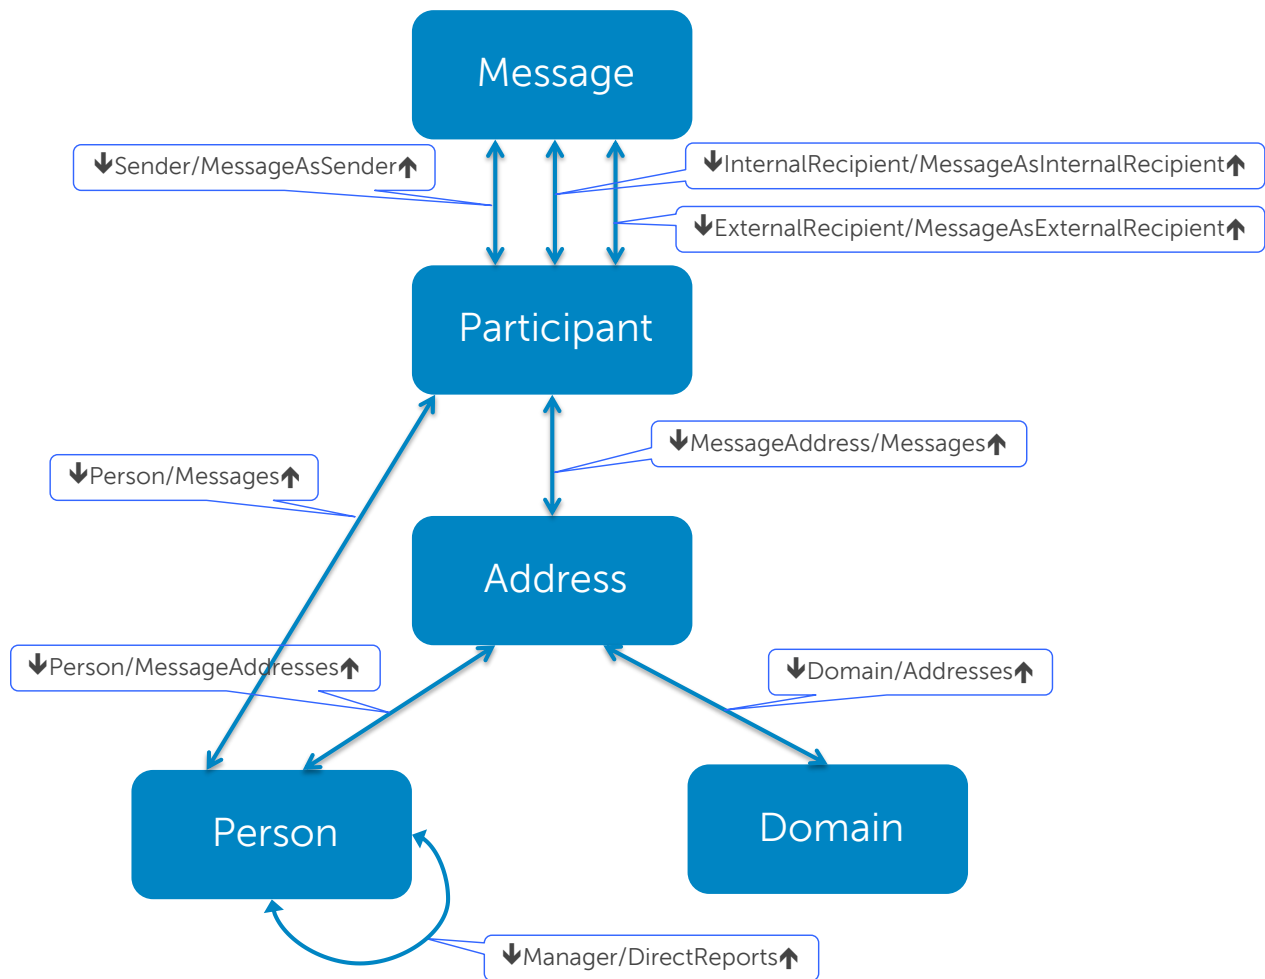 Message
🡻Sender/MessageAsSender🡹
🡻InternalRecipient/MessageAsInternalRecipient🡹
🡻ExternalRecipient/MessageAsExternalRecipient🡹
Participant
🡻MessageAddress/Messages🡹
🡻Person/Messages🡹
Address
🡻Person/MessageAddresses🡹
🡻Domain/Addresses🡹
Person
Domain
🡻Manager/DirectReports🡹